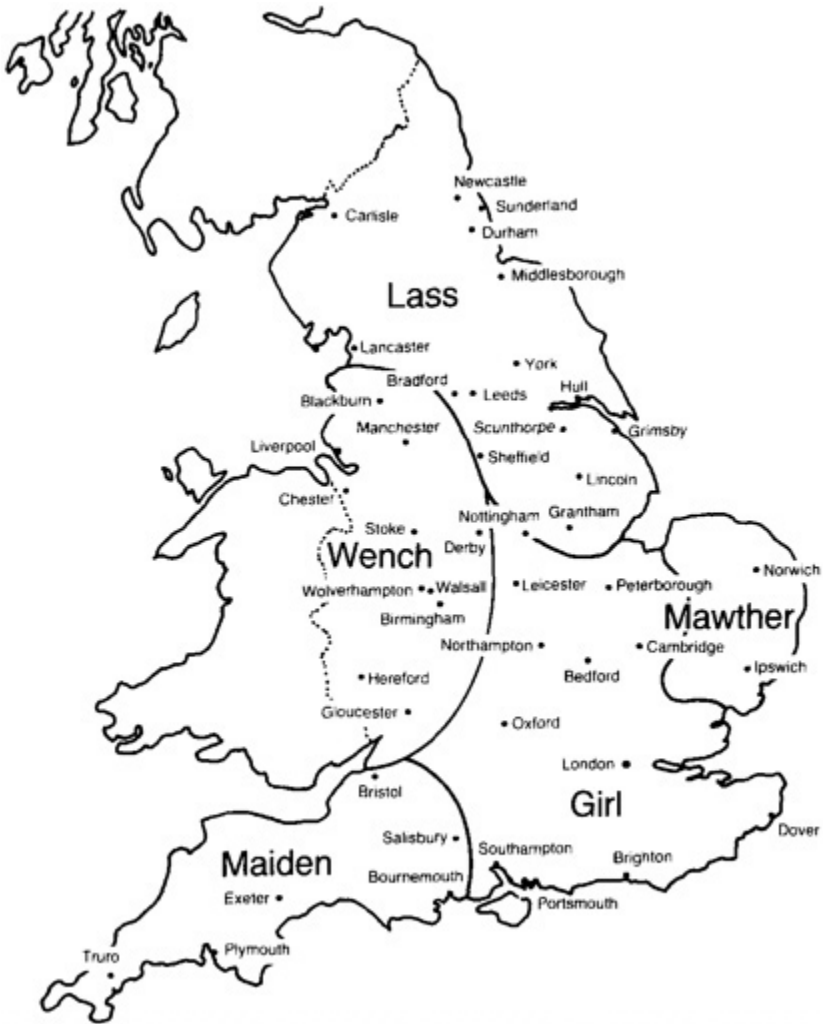 Newcastle
Sunderland
Carlisle
Durham
Middlesborough
Lass
Lancaster
York
Bradford
Leeds
Hull
Blackburn
Manchester
Scunthorpe
Grimsby
Liverpool
Sheffield
Lincoln
Chester
Nottingham
Grantham
Stoke
Derby
Wench
Norwich
Wolverhampton
Walsall
Leicester
Peterborough
Birmingham
Mawther
Northampton
Cambridge
Bedford
Ipswich
Hereford
Gloucester
Oxford
London
Bristol
Girl
Dover
Salisbury
Southampton
Brighton
Maiden
Bournemouth
Exeter
Portsmouth
Plymouth
Truro